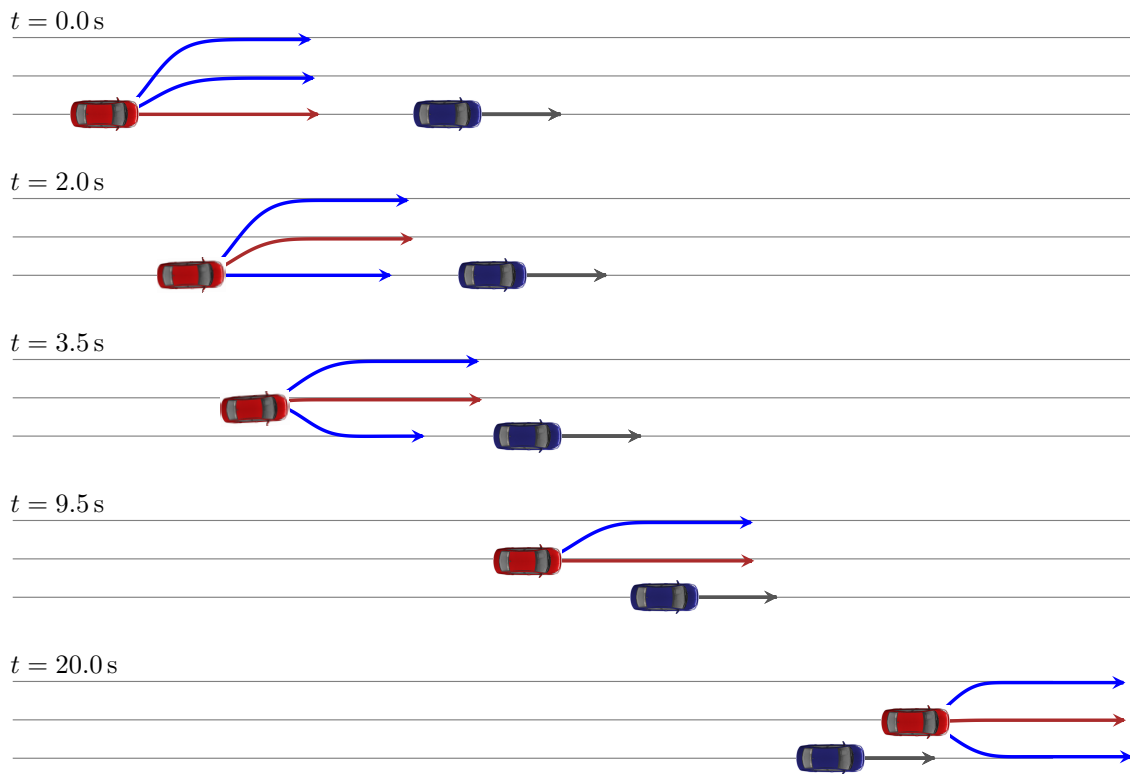 t = 0.0 s
t = 2.0 s
t = 3.5 s
t = 9.5 s
t = 20.0 s